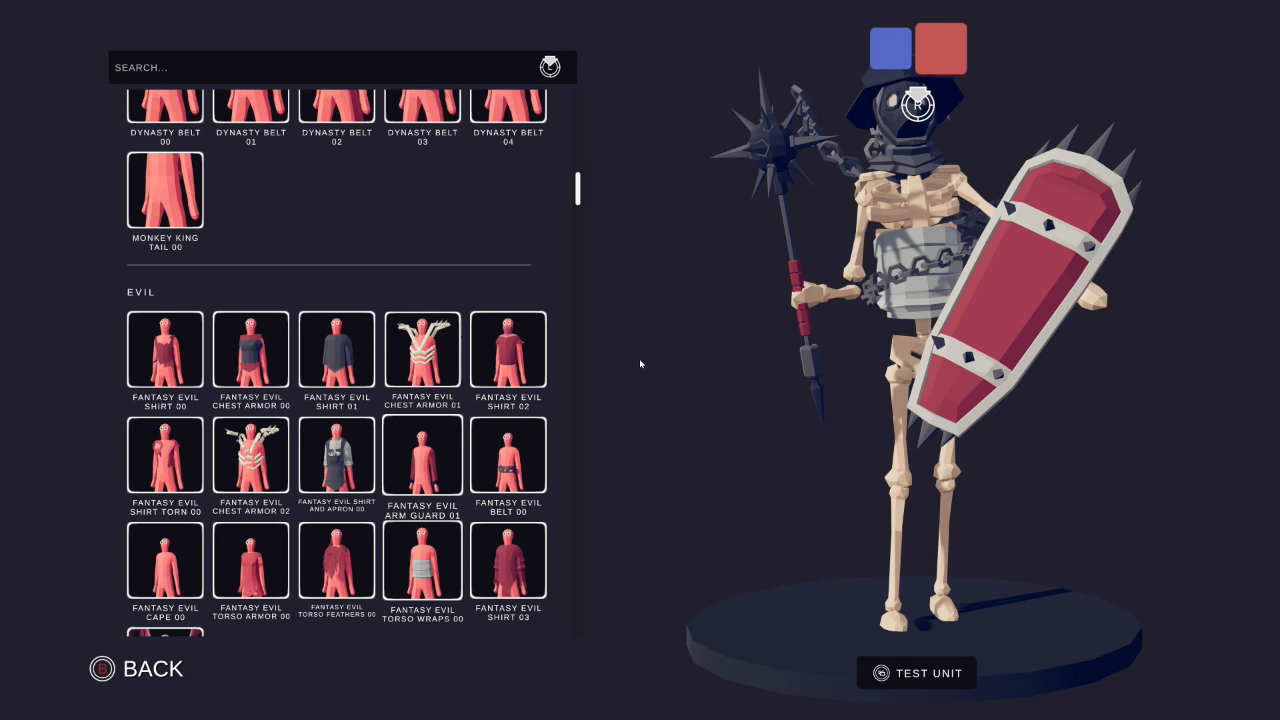 SEARCH...
L
R
DYNASTY BELT 00
DYNASTY BELT 01
DYNASTY BELT 02
DYNASTY BELT 03
DYNASTY BELT 04
MONKEY KING TAIL 00
EVIL
FANTASY EVIL SHIRT 00
FANTASY EVIL CHEST ARMOR 00
FANTASY EVIL SHIRT 01
FANTASY EVIL CHEST ARMOR 01
FANTASY EVIL SHIRT 02
FANTASY EVIL SHIRT TORN 00
FANTASY EVIL CHEST ARMOR 02
FANTASY EVIL SHIRT AND APRON 00
FANTASY EVIL ARM GUARD 01
FANTASY EVIL BELT 00
FANTASY EVIL CAPE 00
FANTASY EVIL TORSO ARMOR 00
FANTASY EVIL TORSO FEATHERS 00
FANTASY EVIL TORSO WRAPS 00
FANTASY EVIL SHIRT 03
B BACK
TEST UNIT